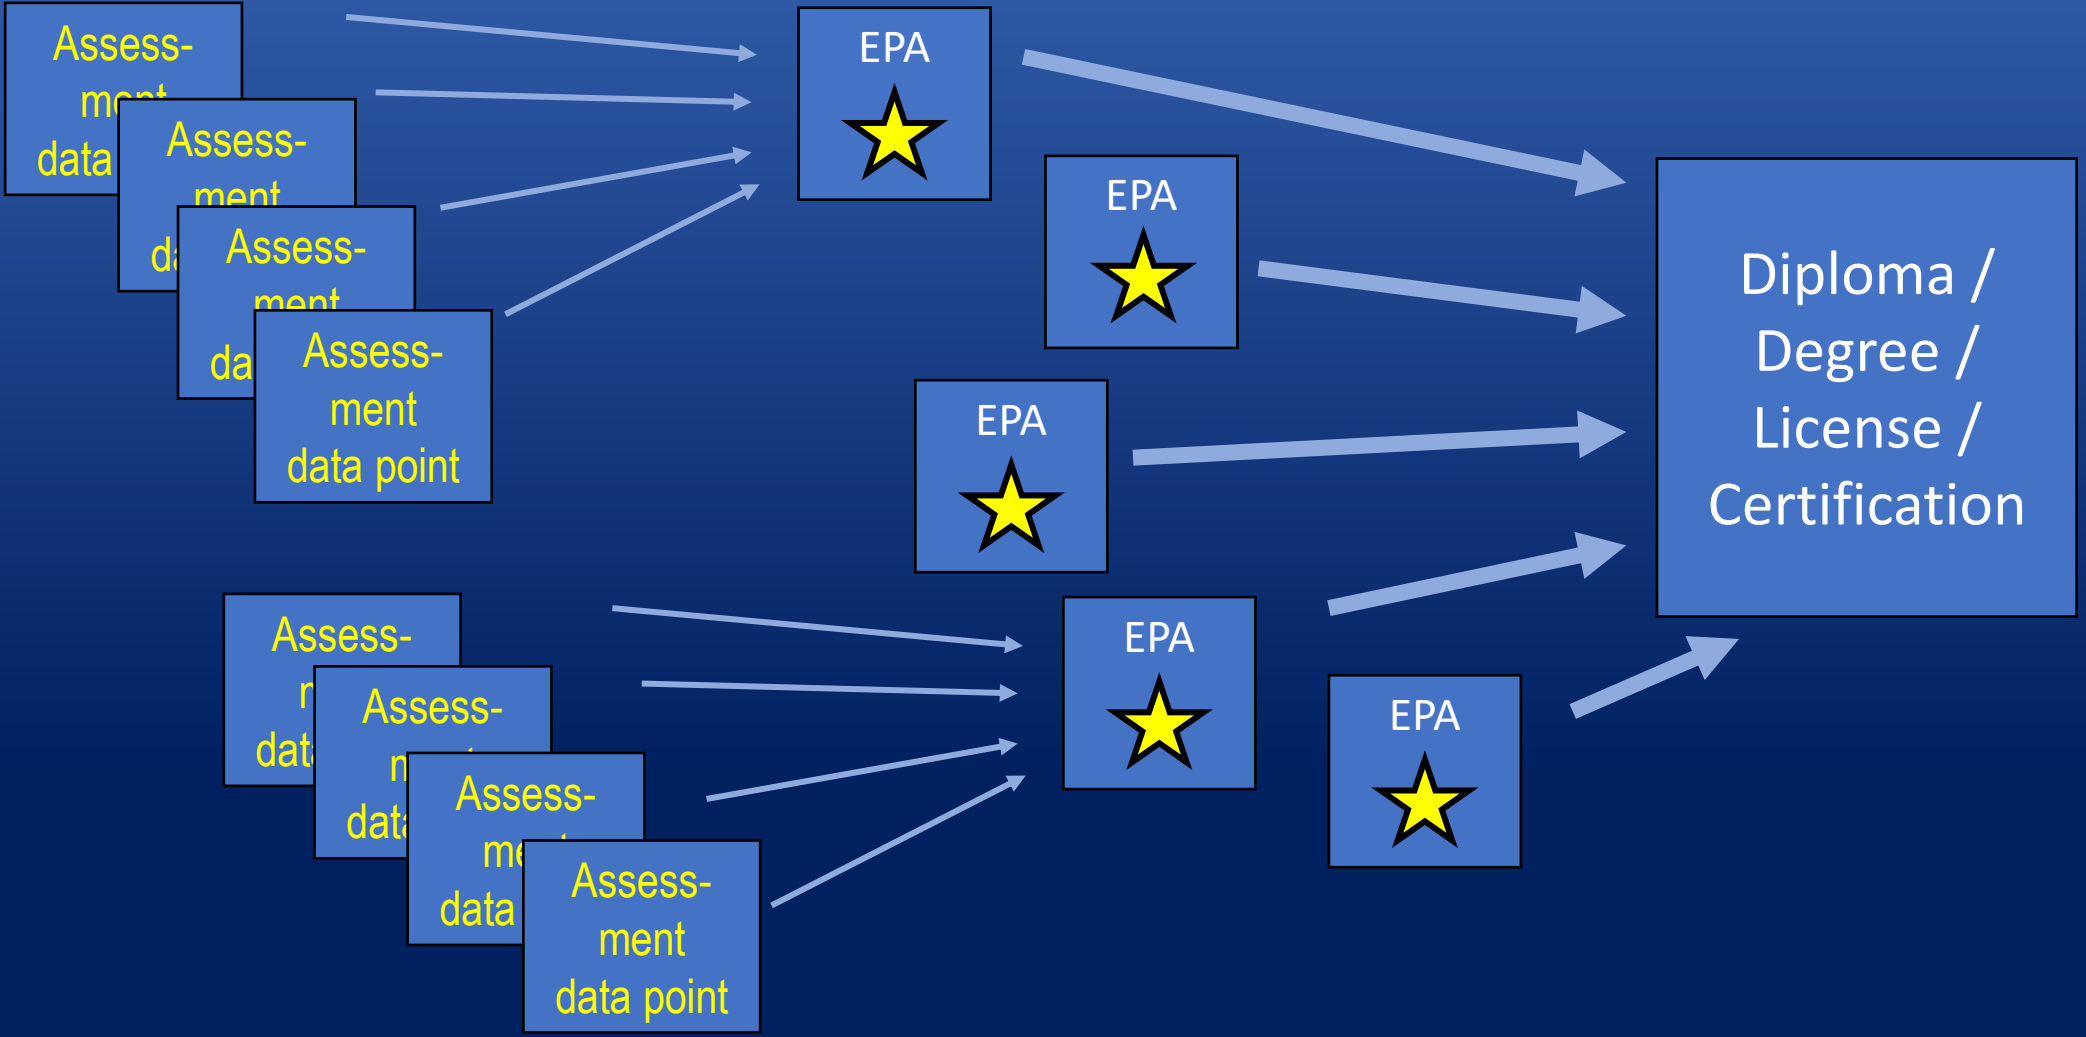 Assess-
data
Assess-
ment
Assess-
ment
Assess-
ment
data point
EPA
EPA
EPA
Diploma /
Degree /
License /
Certification
Assess-
Assess-
Assess-
data
Assess-
ment
data point
EPA
EPA